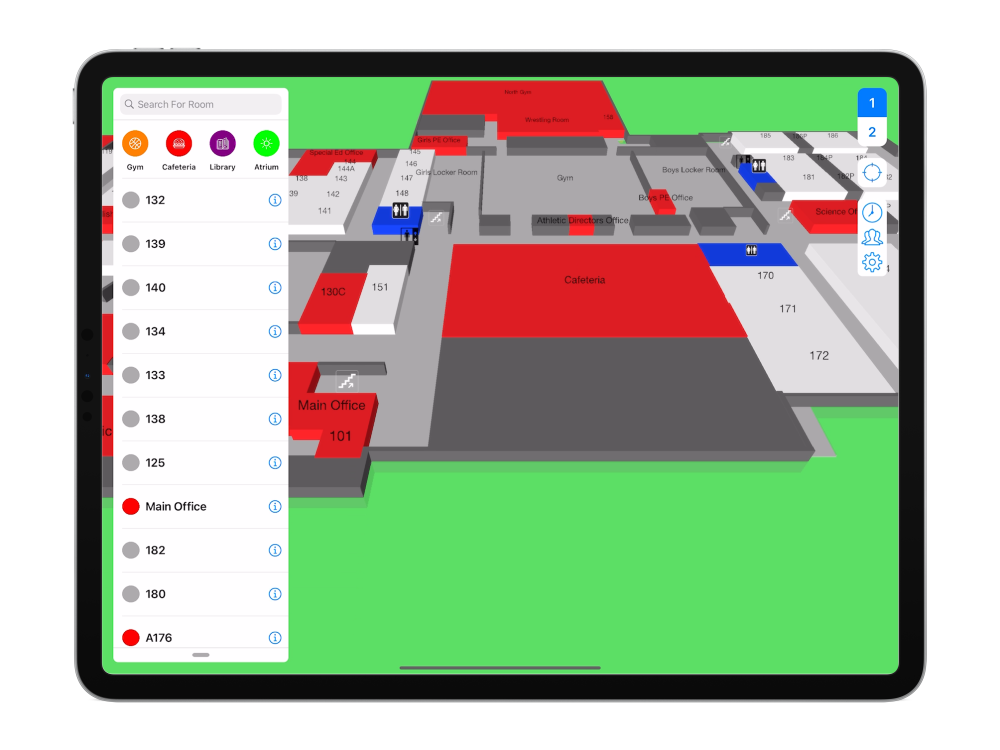 Search For Room
Gym
Cafeteria
Library
Atrium
132
139
140
134
133
138
125
Main Office
182
180
A176
North Gym
Wrestling Room
158
Girls PE Office
Special Ed Office
144
144A
143
138
39
142
141
145
146
147
148
Girls Locker Room
Gym
Boys Locker Room
Boys PE Office
Athletic Directors Office
130C
151
Cafeteria
Main Office
101
170
171
172
185
186
183
181
Science Of
1
2